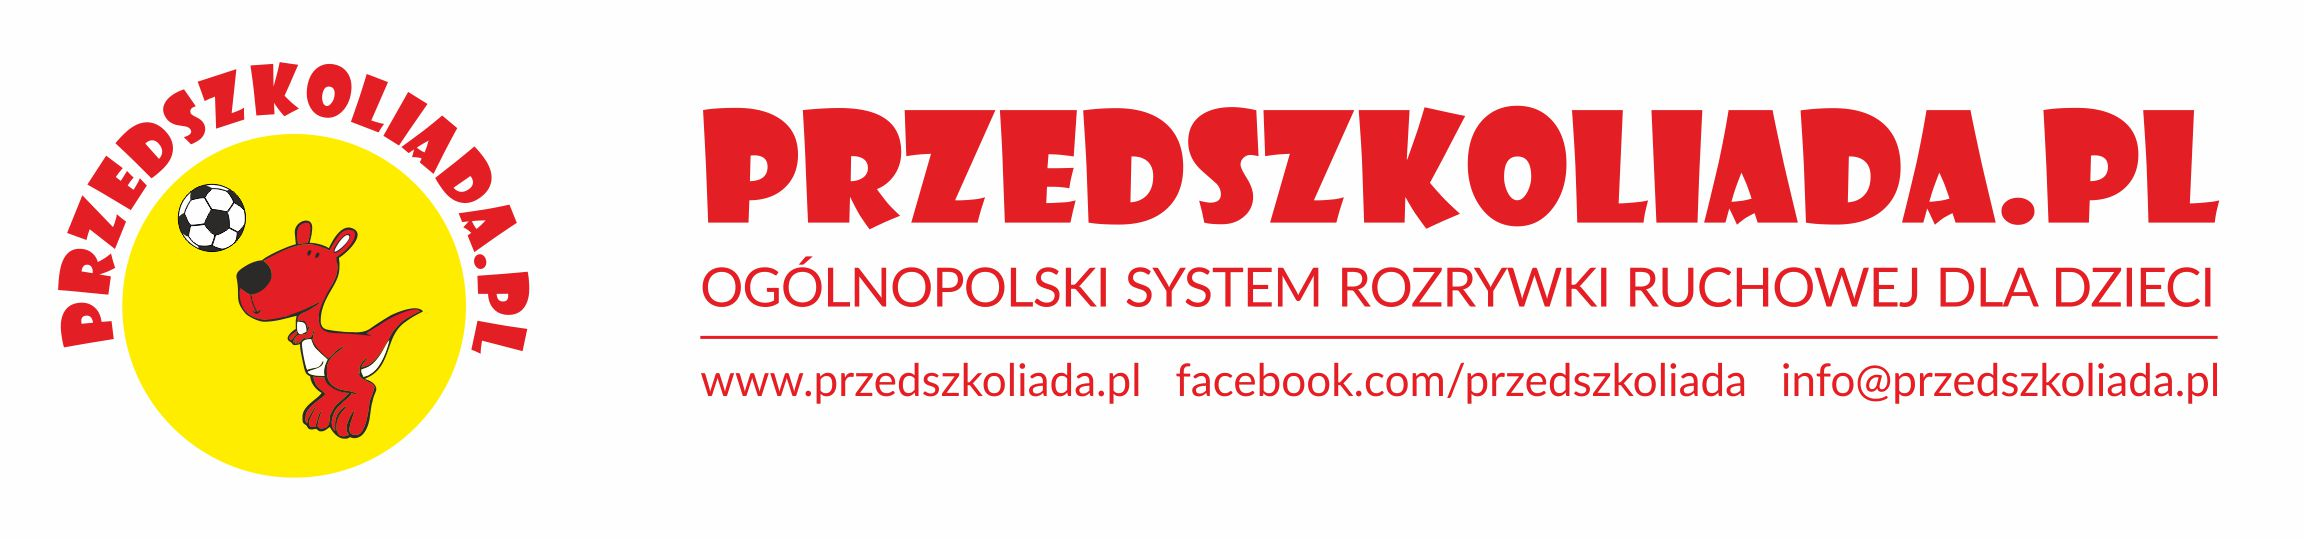 PRZEDSZKOLIADA.PL
PRZEDSZKOLIADA.PL
OGÓLNOPOLSKI SYSTEM ROZRYWKI RUCHOWEJ DLA DZIECI
www.przedszkoliada.pl facebook.com/przedszkoliada info@przedszkoliada.pl